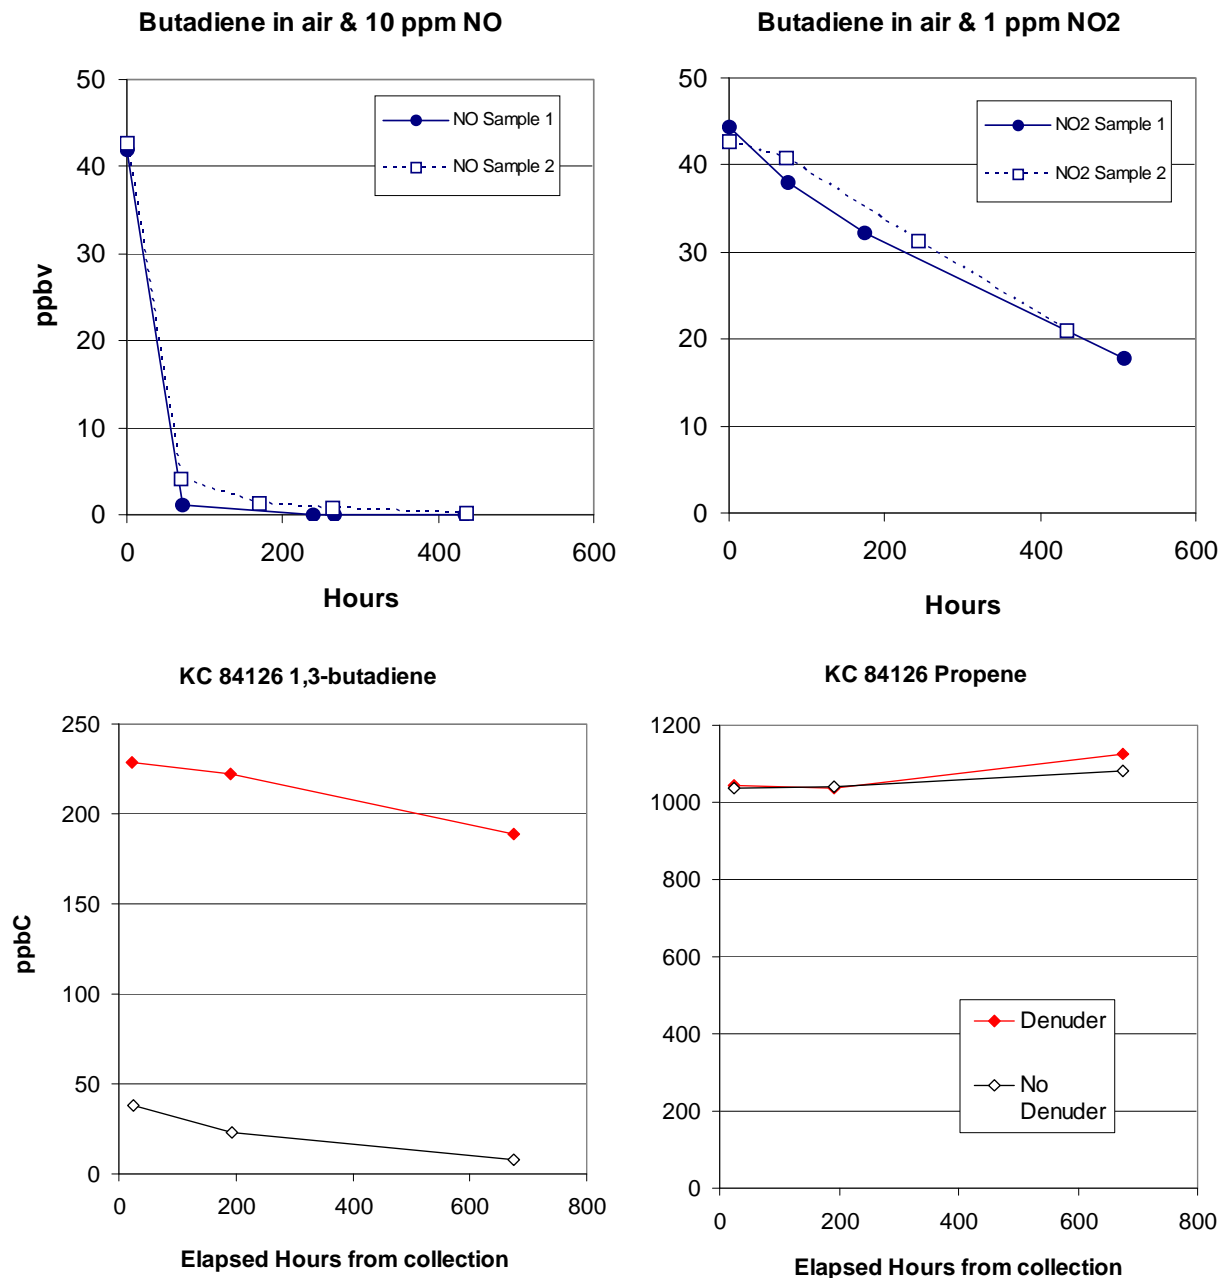 Butadiene in air & 10 ppm NO
50
40
30
20
10
0
ppbv
0 200 400 600
Hours
NO Sample 1
NO Sample 2
Butadiene in air & 1 ppm NO2
50
40
30
20
10
0
0 200 400 600
Hours
NO2 Sample 1
NO2 Sample 2
KC 84126 1,3-butadiene
250
200
150
100
50
0
ppbC
0 200 400 600 800
Elapsed Hours from collection
KC 84126 Propene
1200
1000
800
600
400
200
0
0 200 400 600 800
Elapsed Hours from collection
Denuder
No
Denuder